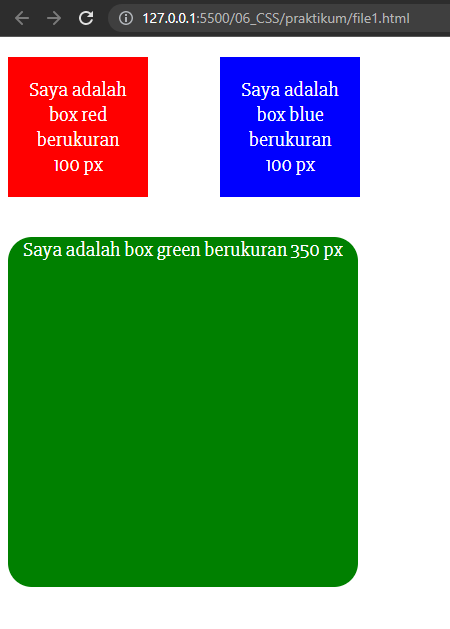 127.0.0.1:5500/06_CSS/praktikum/file1.html
Saya adalah
box red
berukuran
100 px
Saya adalah
box blue
berukuran
100 px
Saya adalah box green berukuran 350 px